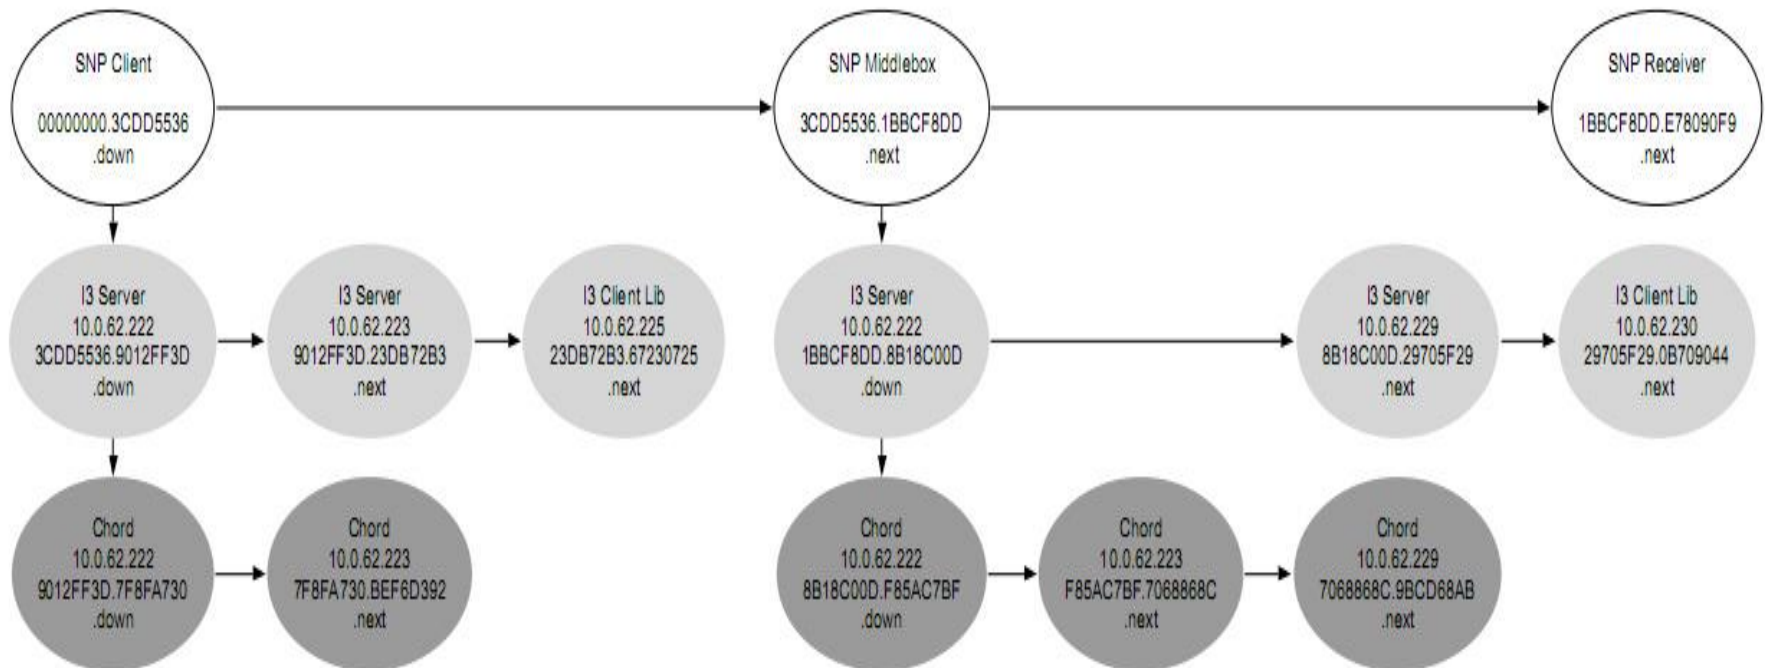 SNP Client
00000000.3CDD5536
.down
SNP Middlebox
3CDD5536.1BBCF8DD
.next
SNP Receiver
1BBCF8DD.E78090F9
.next
I3 Server
10.0.62.222
3CDD5536.9012FF3D
.down
I3 Server
10.0.62.223
9012FF3D.23DB72B3
.next
I3 Client Lib
10.0.62.225
23DB72B3.67230725
.next
I3 Server
10.0.62.222
1BBCF8DD.8B18C00D
.down
I3 Server
10.0.62.229
8B18C00D.29705F29
.next
I3 Client Lib
10.0.62.230
29705F29.0B709044
.next
Chord
10.0.62.222
9012FF3D.7F8FA730
.down
Chord
10.0.62.223
7F8FA730.BEF6D392
.next
Chord
10.0.62.222
8B18C00D.F85AC7BF
.down
Chord
10.0.62.223
F85AC7BF.7068868C
.next
Chord
10.0.62.229
7068868C.9BCD68AB
.next